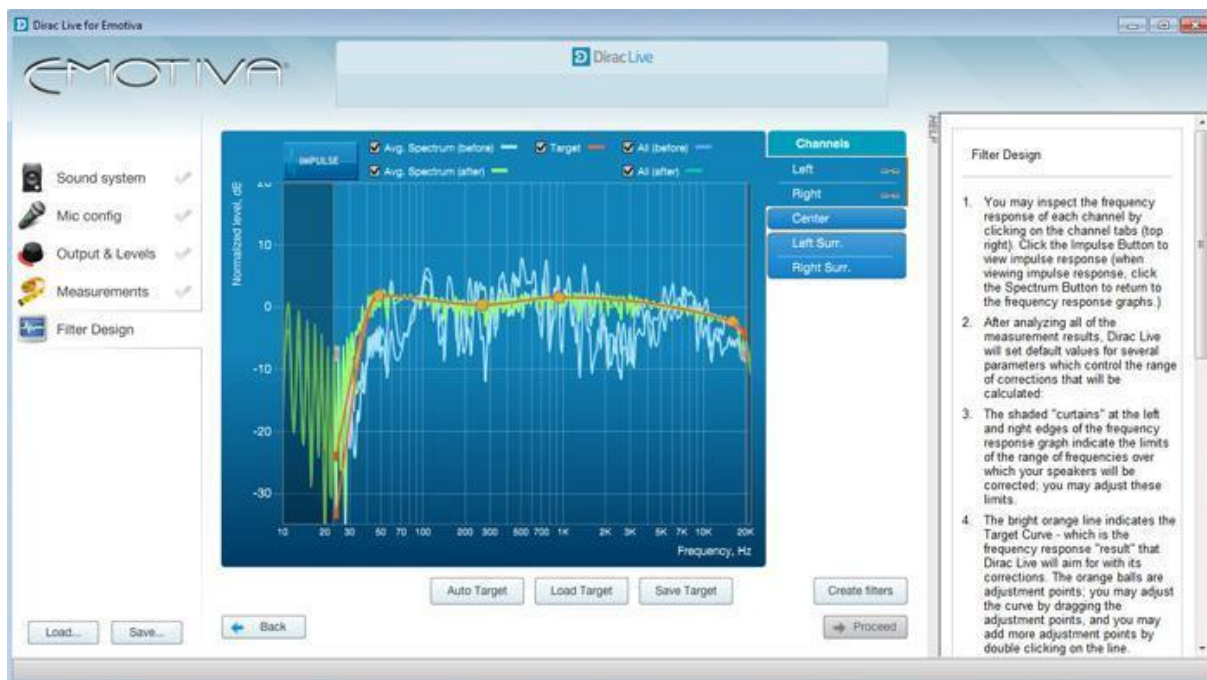 Dirac Live for Emotiva
EMOTIVA
Dirac Live
HELP
Sound system
Mic config
Output & Levels
Measurements
Filter Design
Load...
Save...
IMPULSE
Avg. Spectrum (before)
Target
All (before)
Avg. Spectrum (after)
All (after)
Normalized level, dB
20
10
0
-10
-20
-30
10 20 30 50 70 100 200 300 500 700 1K 2K 3K 5K 7K 10K 20K
Frequency, Hz
Channels
Left
Right
Center
Left Surr.
Right Surr.
Auto Target
Load Target
Save Target
Create filters
Back
Proceed
Filter Design
1. You may inspect the frequency
response of each channel by
clicking on the channel tabs (top
right). Click the Impulse Button to
view impulse response (when
viewing impulse response, click
the Spectrum Button to return to
the frequency response graphs.)
2. After analyzing all of the
measurement results, Dirac Live
will set default values for several
parameters which control the range
of corrections that will be
calculated:
3. The shaded "curtains" at the left
and right edges of the frequency
response graph indicate the limits
of the range of frequencies over
which your speakers will be
corrected; you may adjust these
limits.
4. The bright orange line indicates the
Target Curve - which is the
frequency response "result" that
Dirac Live will aim for with its
corrections. The orange balls are
adjustment points; you may adjust
the curve by dragging the
adjustment points, and you may
add more adjustment points by
double clicking on the line.